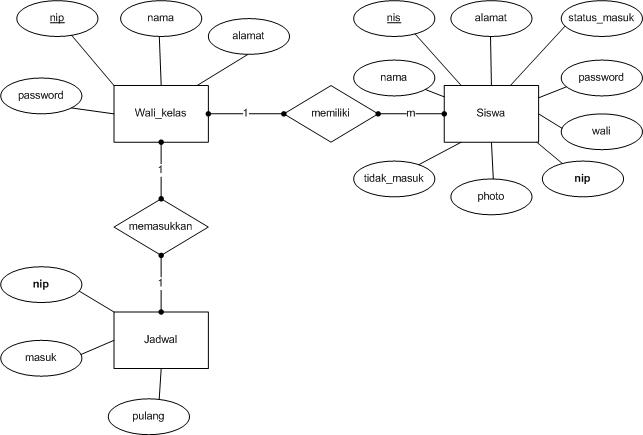 nip
nama
alamat
password
Wali_kelas
1
memiliki
m
nis
alamat
status_masuk
nama
password
Siswa
wali
tidak_masuk
photo
nip
1
memasukkan
1
nip
masuk
Jadwal
pulang